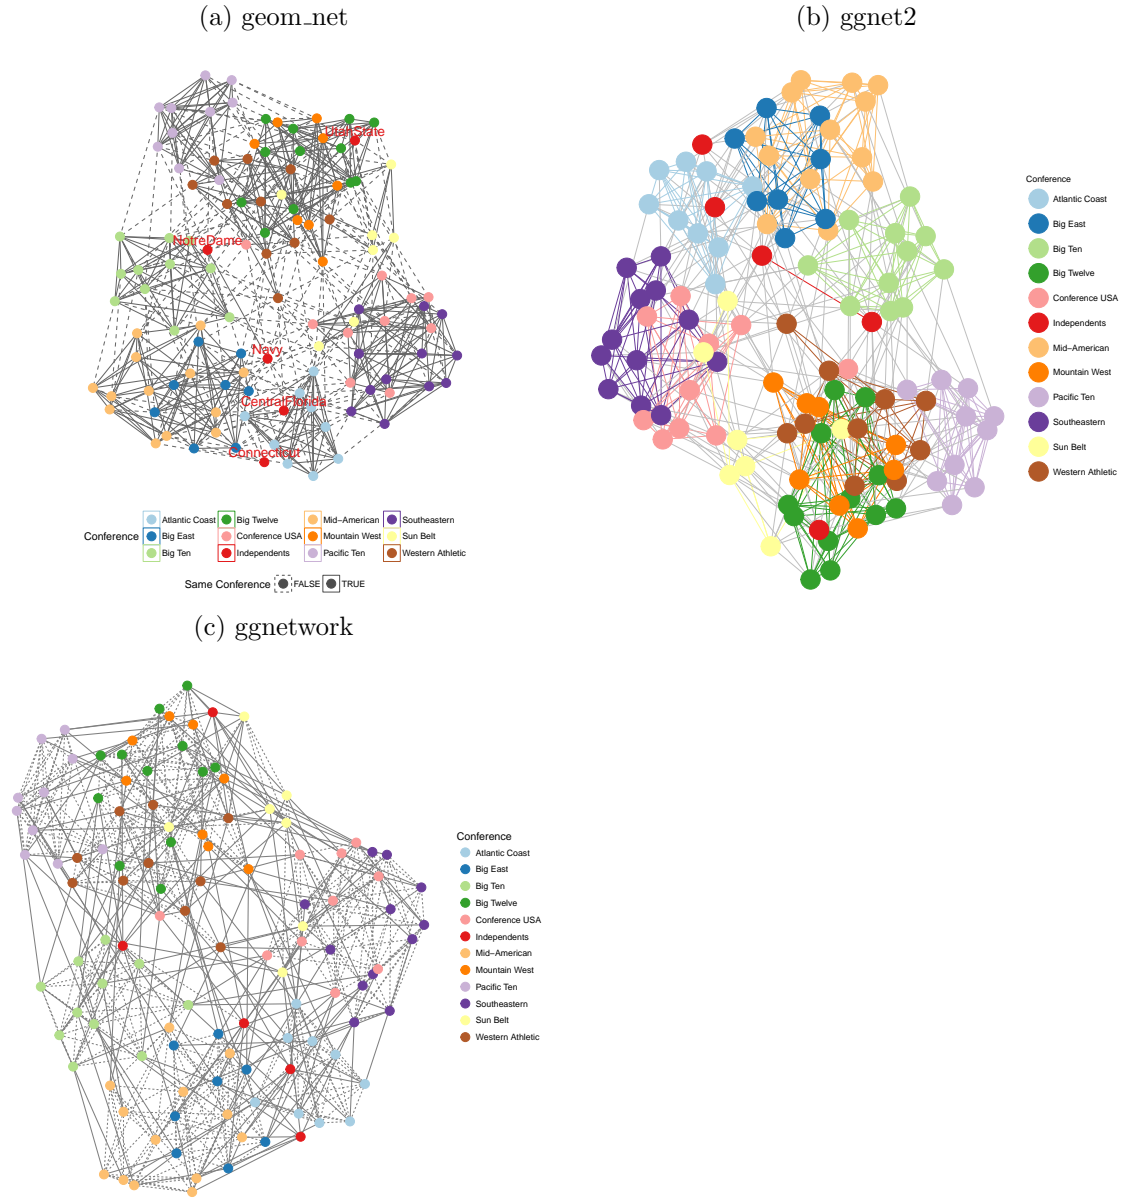 (a) geom_net
(b) ggnet2
UtahState
NotreDame
Navy
CentralFlorida
Connecticut
Conference
Atlantic Coast
Big East
Big Ten
Big Twelve
Conference USA
Independents
Mid−American
Mountain West
Pacific Ten
Southeastern
Sun Belt
Western Athletic
Same Conference FALSE TRUE
Conference
Atlantic Coast
Big East
Big Ten
Big Twelve
Conference USA
Independents
Mid−American
Mountain West
Pacific Ten
Southeastern
Sun Belt
Western Athletic
(c) ggnetwork
Conference
Atlantic Coast
Big East
Big Ten
Big Twelve
Conference USA
Independents
Mid−American
Mountain West
Pacific Ten
Southeastern
Sun Belt
Western Athletic